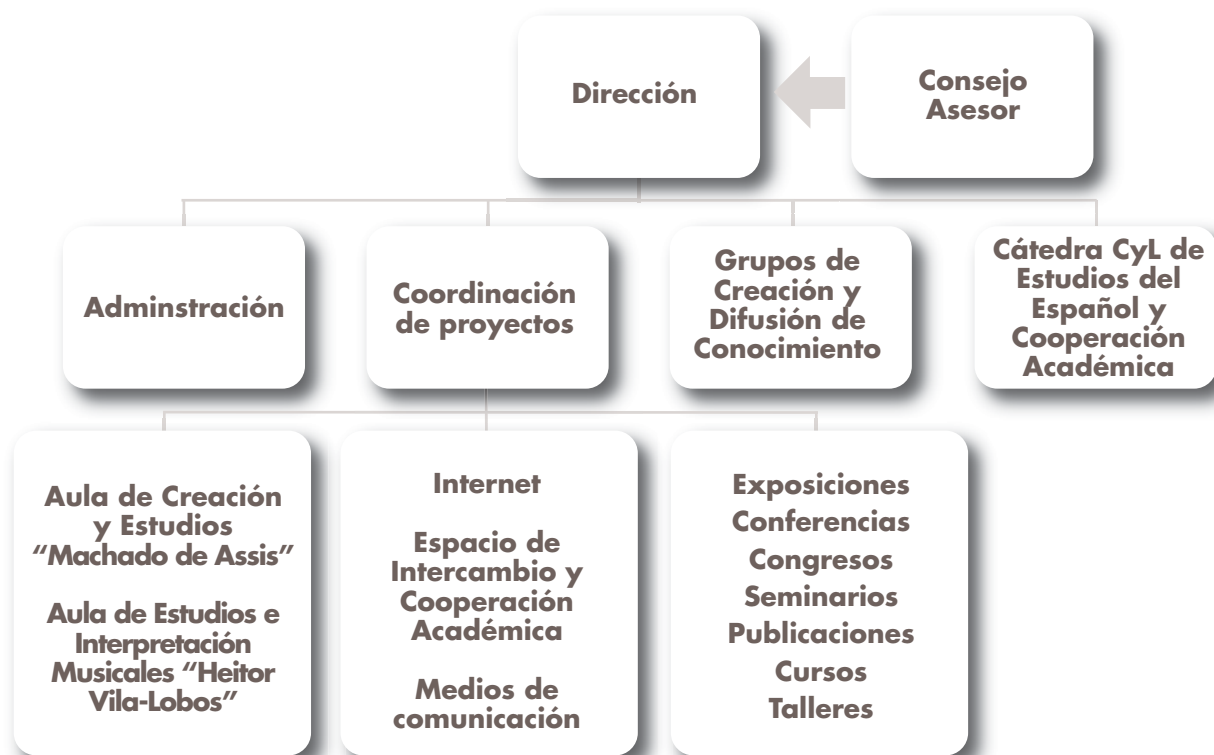 Dirección
Consejo
Asesor
Adminstración
Coordinación
de proyectos
Grupos de
Creación y
Difusión de
Conocimiento
Cátedra CyL de
Estudios del
Español y
Cooperación
Académica
Aula de Creación
y Estudios
“Machado de Assis”
Aula de Estudios e
Interpretación
Musicales “Heitor
Vila-Lobos”
Internet
Espacio de
Intercambio y
Cooperación
Académica
Medios de
comunicación
Exposiciones
Conferencias
Congresos
Seminarios
Publicaciones
Cursos
Talleres